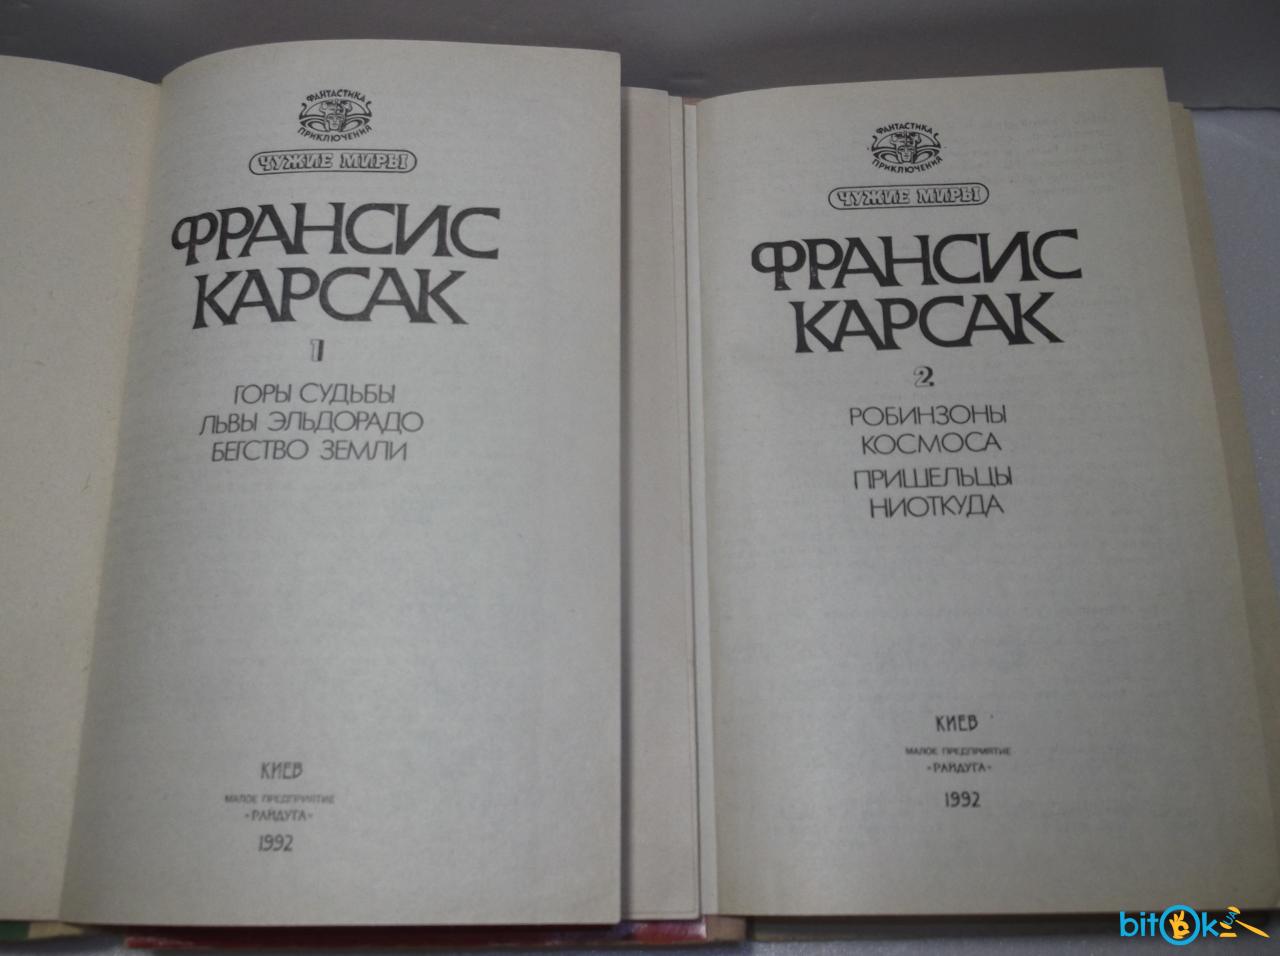 ФАНТАСТИКА
ПРИКЛЮЧЕНИЯ
ЧУЖИЕ МИРЫ
ФРАНСИС
КАРСАК
1
ГОРЫ СУДЬБЫ
ЛЬВЫ ЭЛЬДОРАДО
БЕГСТВО ЗЕМЛИ
КИЕВ
МАЛОЕ ПРЕДПРИЯТИЕ
«РАЙДУГА»
1992
ФАНТАСТИКА
ПРИКЛЮЧЕНИЯ
ЧУЖИЕ МИРЫ
ФРАНСИС
КАРСАК
2
РОБИНЗОНЫ
КОСМОСА
ПРИШЕЛЬЦЫ
НИОТКУДА
КИЕВ
МАЛОЕ ПРЕДПРИЯТИЕ
«РАЙДУГА»
1992
bitOk UA